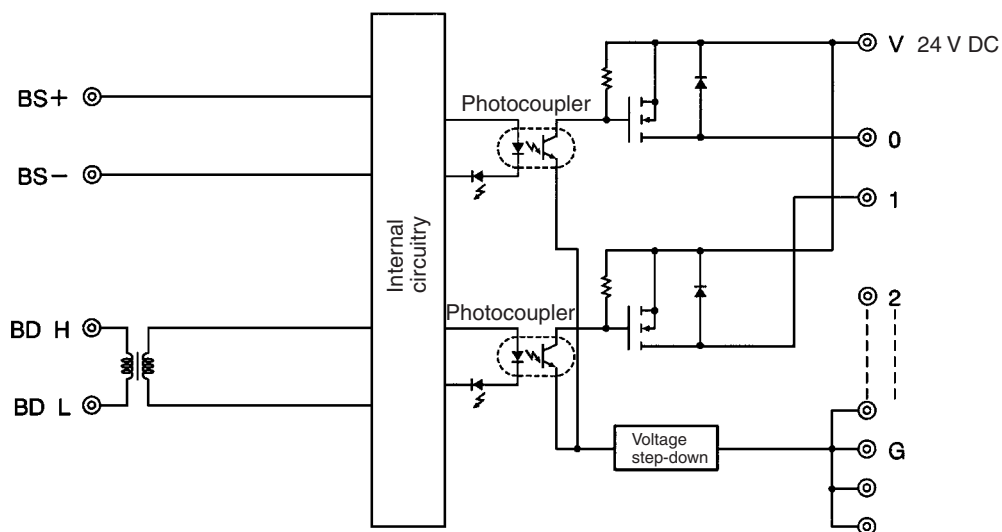 V 24 V DC
BS+
Photocoupler
0
BS-
1
Internal
circuitry
2
Photocoupler
BD H
BD L
Voltage
step-down
G